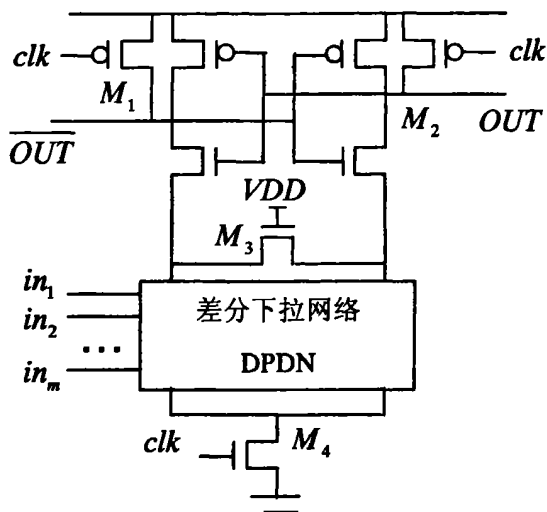 clk
clk
M₁
M₂
OUT
O̅U̅T̅
VDD
M₃
in₁
in₂
...
inₘ
差分下拉网络
DPDN
clk
M₄